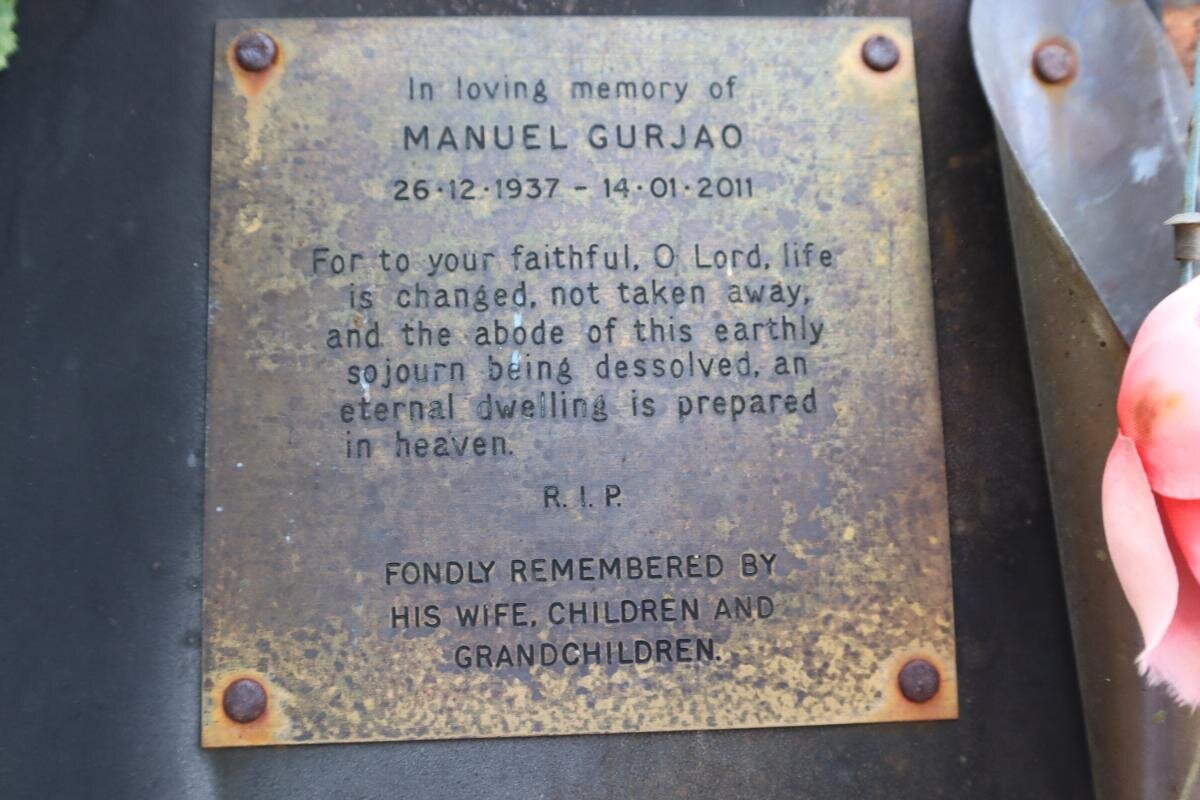 In loving memory of
MANUEL GURJAO
26·12·1937 - 14·01·2011
For to your faithful, O Lord, life
is changed, not taken away,
and the abode of this earthly
sojourn being dessolved, an
eternal dwelling is prepared
in heaven.
R. I. P.
FONDLY REMEMBERED BY
HIS WIFE, CHILDREN AND
GRANDCHILDREN.